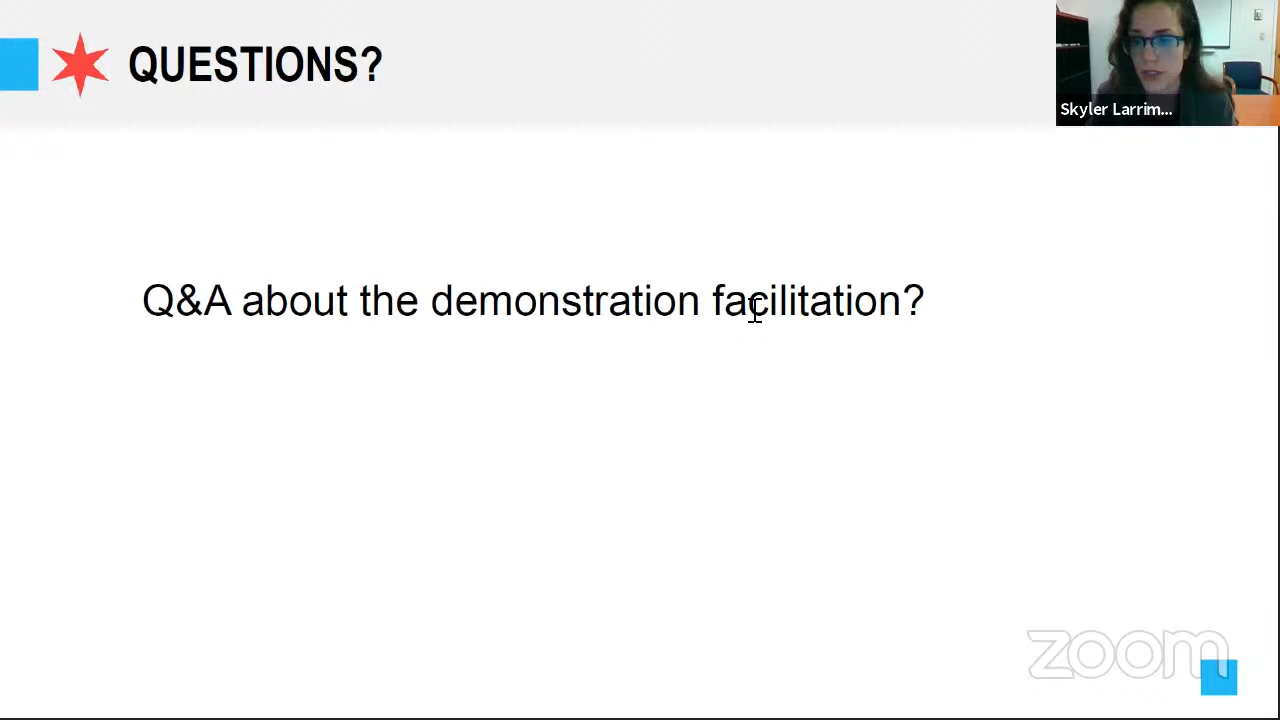 QUESTIONS?
Skyler Larrim...
Q&A about the demonstration facilitation?
zoom